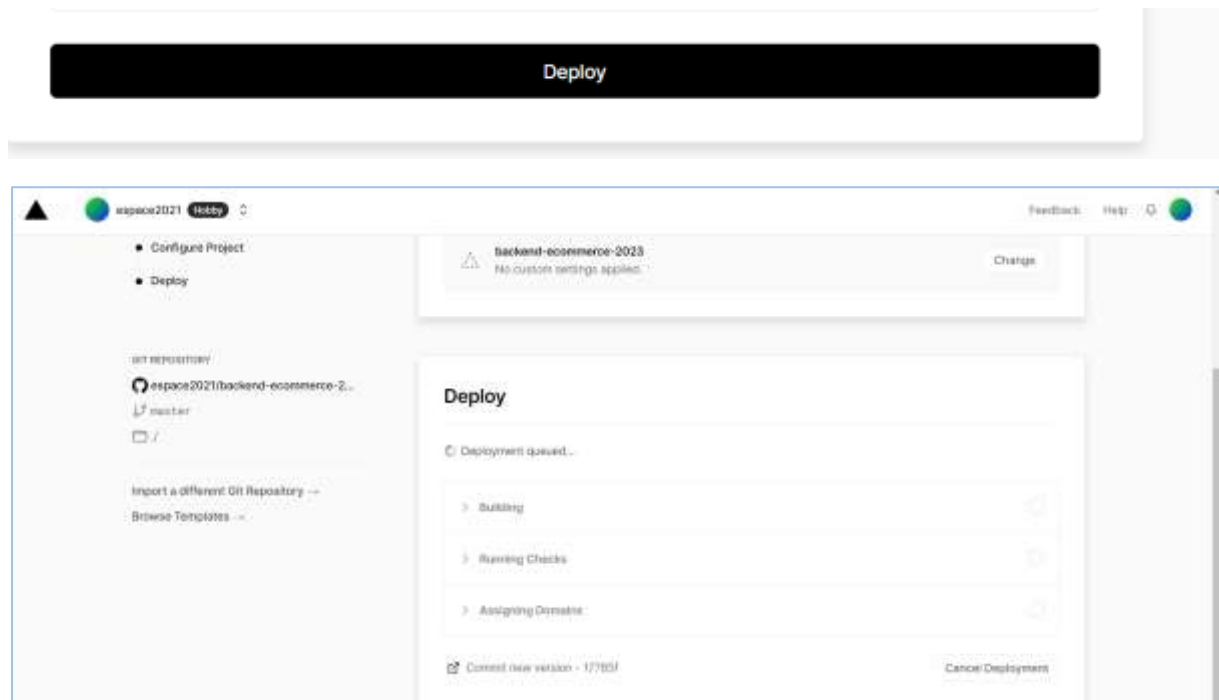 Deploy
espace2021 Hobby
Feedback Help
Configure Project
Deploy
backend-ecommerce-2023
No custom settings applied.
Change
GIT REPOSITORY
espace2021/backend-ecommerce-2...
master
/
Import a different Git Repository →
Browse Templates →
Deploy
Deployment queued...
Building
Running Checks
Assigning Domains
Commit new version -
Cancel Deployment